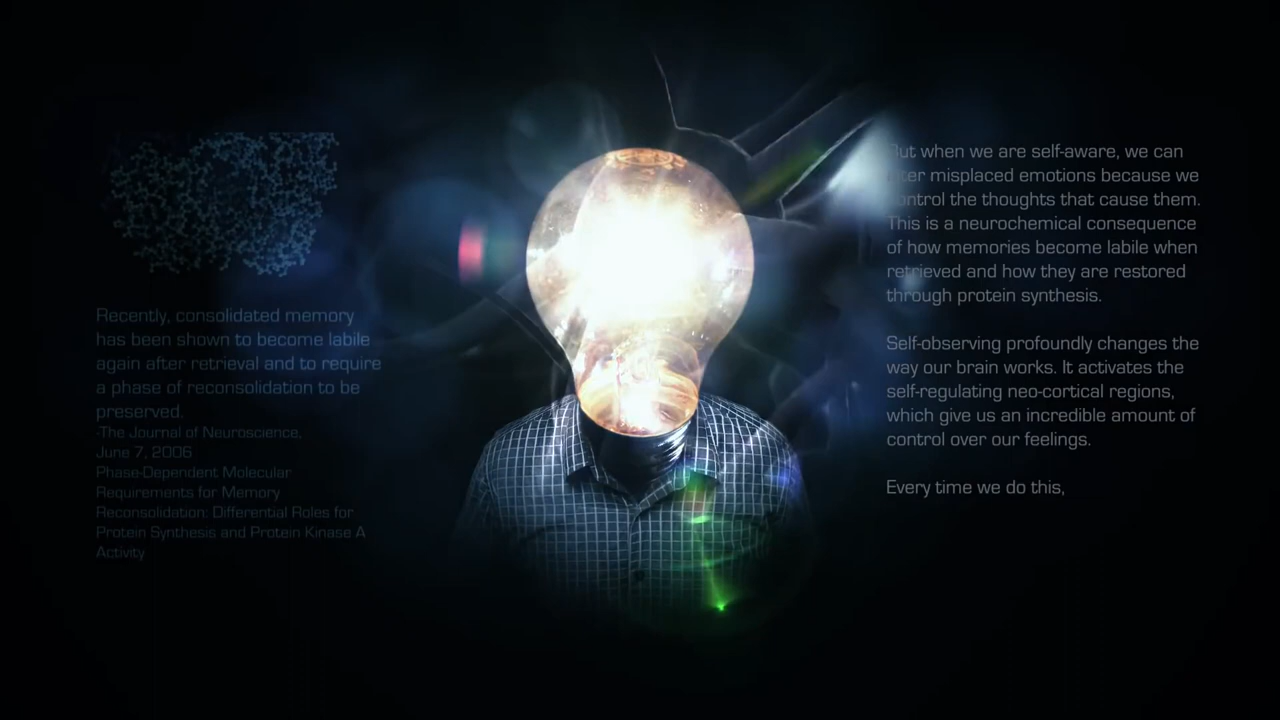 Recently, consolidated memory
has been shown to become labile
again after retrieval and to require
a phase of reconsolidation to be
preserved.
-The Journal of Neuroscience,
June 7, 2006
Phase-Dependent Molecular
Requirements for Memory
Reconsolidation: Differential Roles for
Protein Synthesis and Protein Kinase A
Activity
But when we are self-aware, we can
alter misplaced emotions because we
control the thoughts that cause them.
This is a neurochemical consequence
of how memories become labile when
retrieved and how they are restored
through protein synthesis.
Self-observing profoundly changes the
way our brain works. It activates the
self-regulating neo-cortical regions,
which give us an incredible amount of
control over our feelings.
Every time we do this,